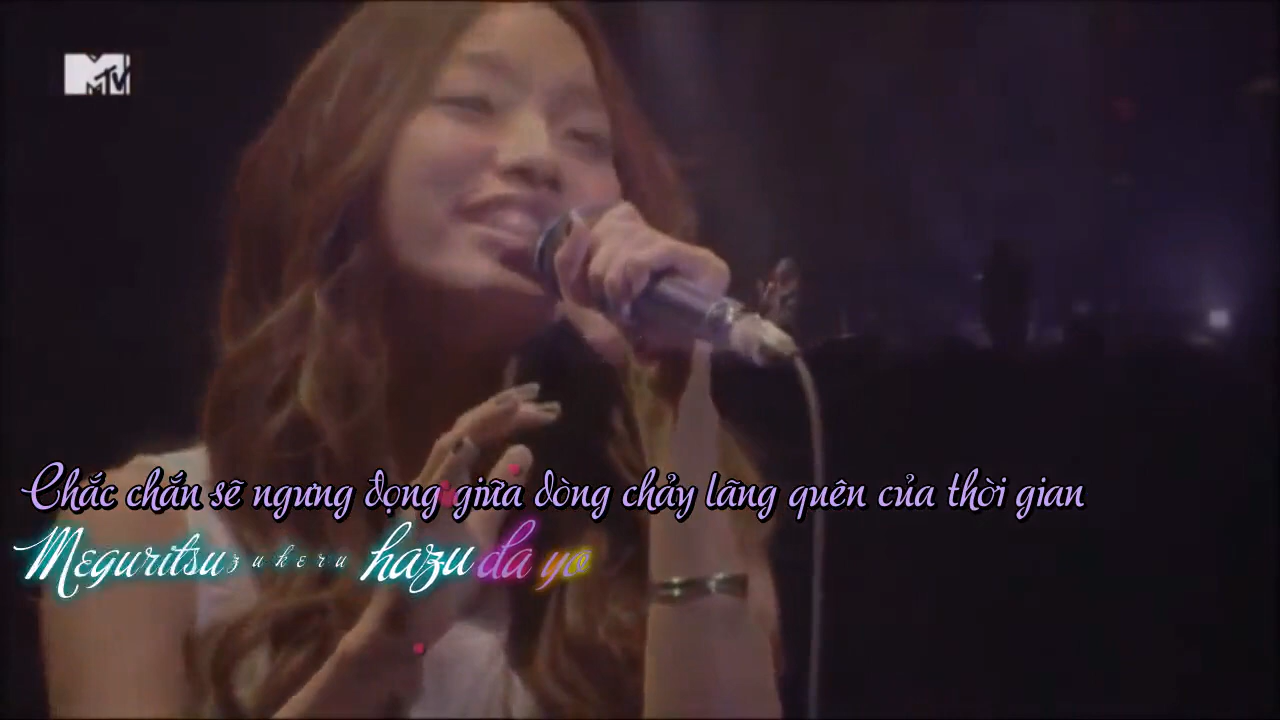 MTV
Chắc chắn sẽ ngưng đọng giữa dòng chảy lãng quên của thời gian
Meguritsuzukeru hazu da yo